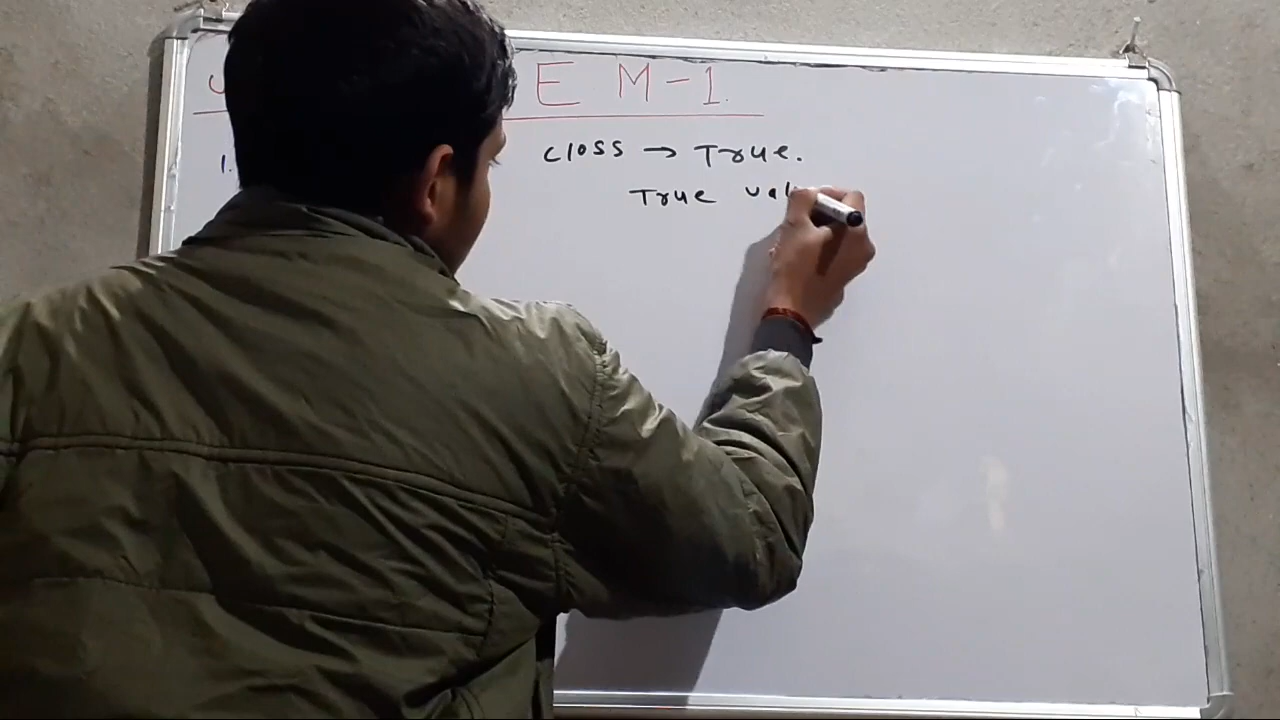 E M-1.
1. closs → True.
True val